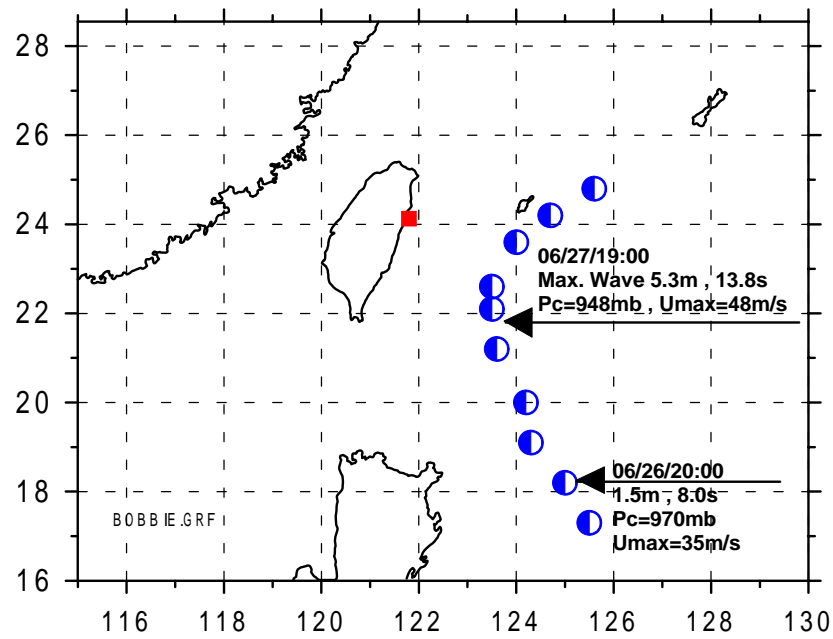 28
26
24
22
20
18
16
06/27/19:00
Max. Wave 5.3m , 13.8s
Pc=948mb , Umax=48m/s
06/26/20:00
1.5m , 8.0s
Pc=970mb
Umax=35m/s
BOBBIE.GRF
116 118 120 122 124 126 128 130